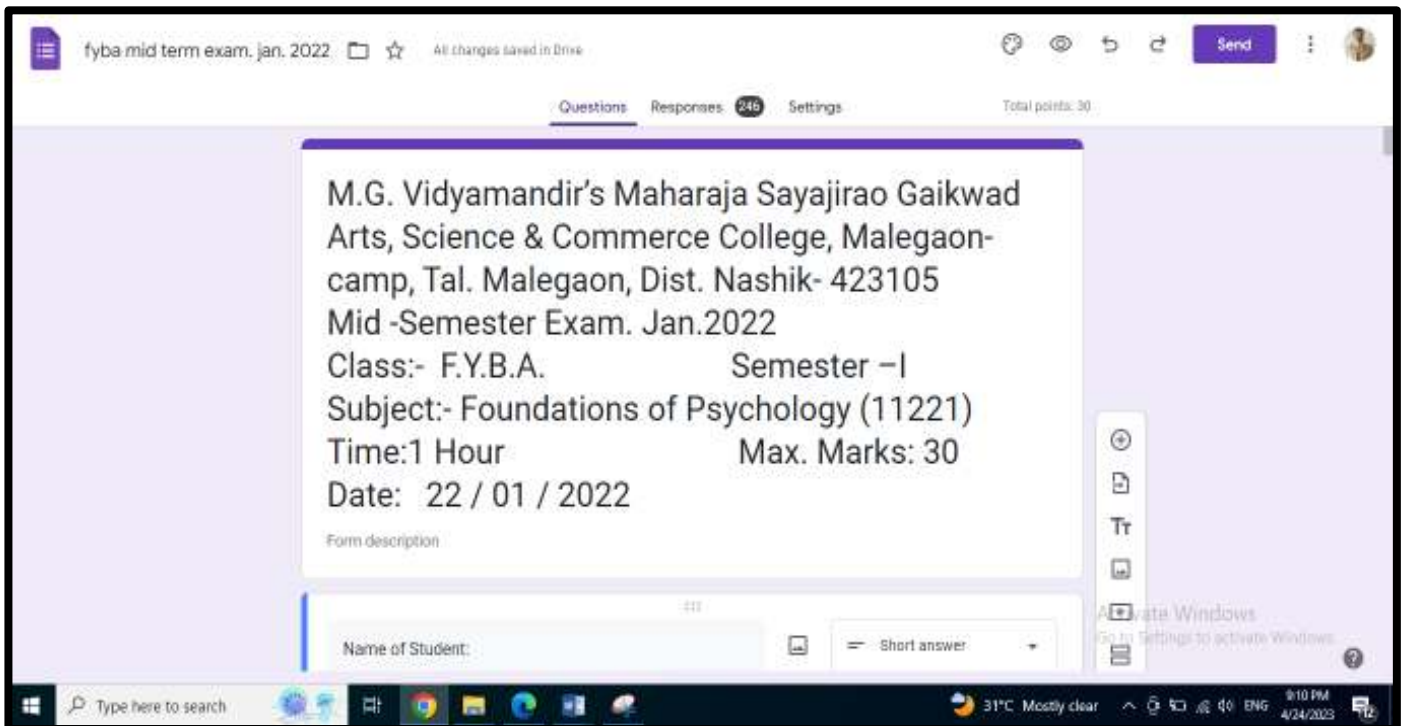 fyba mid term exam. jan. 2022
All changes saved in Drive
Send
Questions Responses 246 Settings
Total points: 30
M.G. Vidyamandir's Maharaja Sayajirao Gaikwad
Arts, Science & Commerce College, Malegaon-
camp, Tal. Malegaon, Dist. Nashik- 423105
Mid -Semester Exam. Jan.2022
Class:- F.Y.B.A. Semester –I
Subject:- Foundations of Psychology (11221)
Time:1 Hour Max. Marks: 30
Date: 22 / 01 / 2022
Form description
Tт
Activate Windows
Go to Settings to activate Windows.
Name of Student:
Short answer
Type here to search
31°C Mostly clear
ENG
9:10 PM
4/24/2023
12